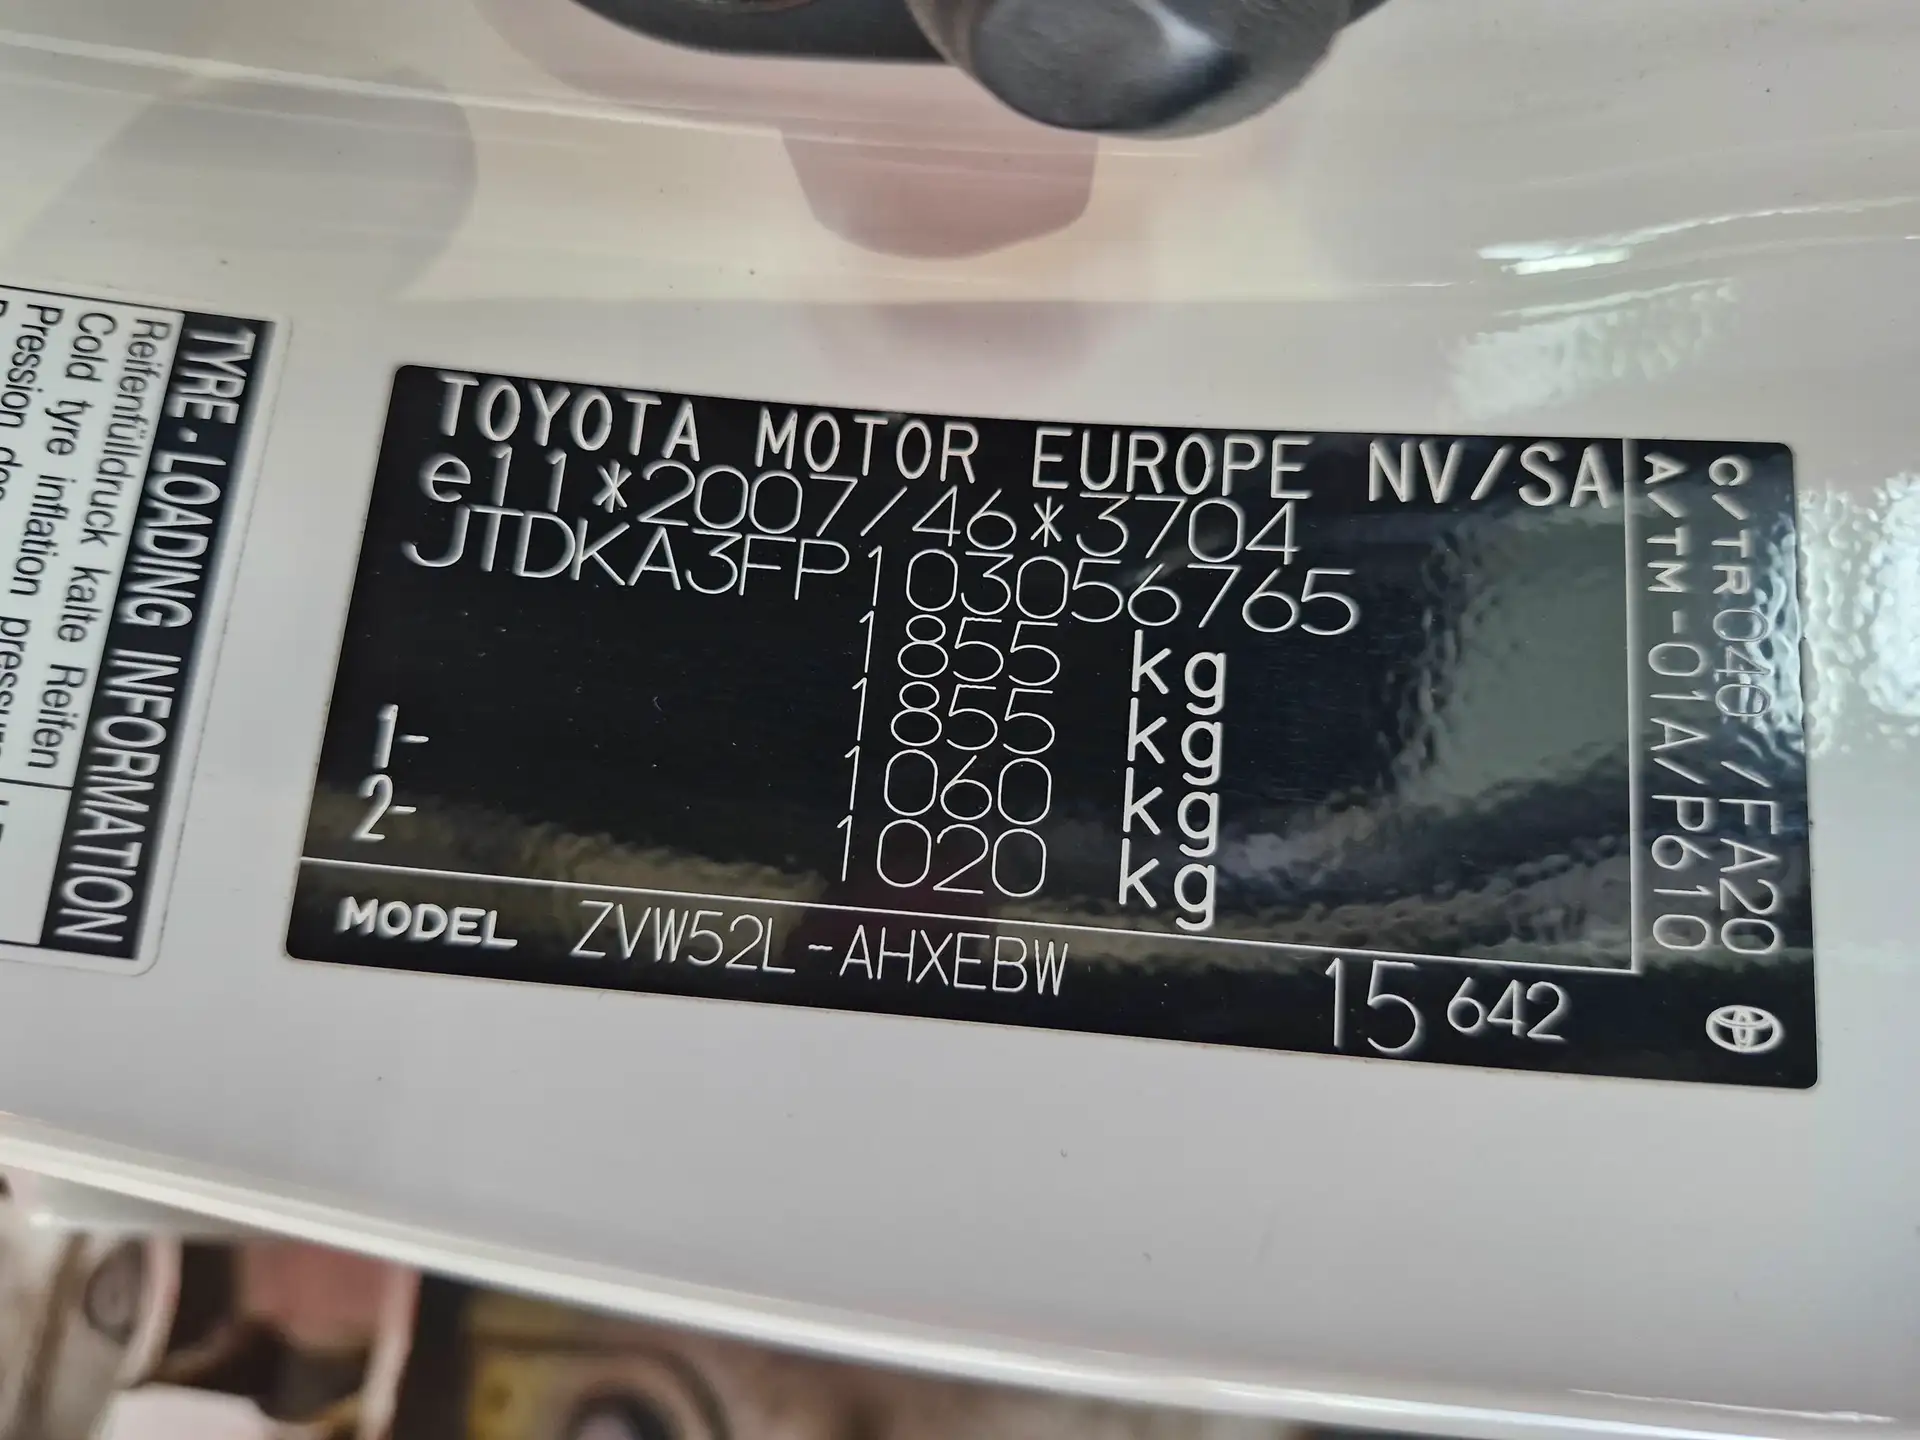 TYRE-LOADING INFORMATION
Reifenfülldruck kalte Reifen
Cold tyre inflation pressure
Pression des
TOYOTA MOTOR EUROPE NV/SA
e11*2007/46*3704
JTDKA3FP103056765
1855 kg
1855 kg
1- 1060 kg
2- 1020 kg
MODEL ZVW52L-AHXEBW
15 642
C/TR040/FA20
A/TM-01A/P610